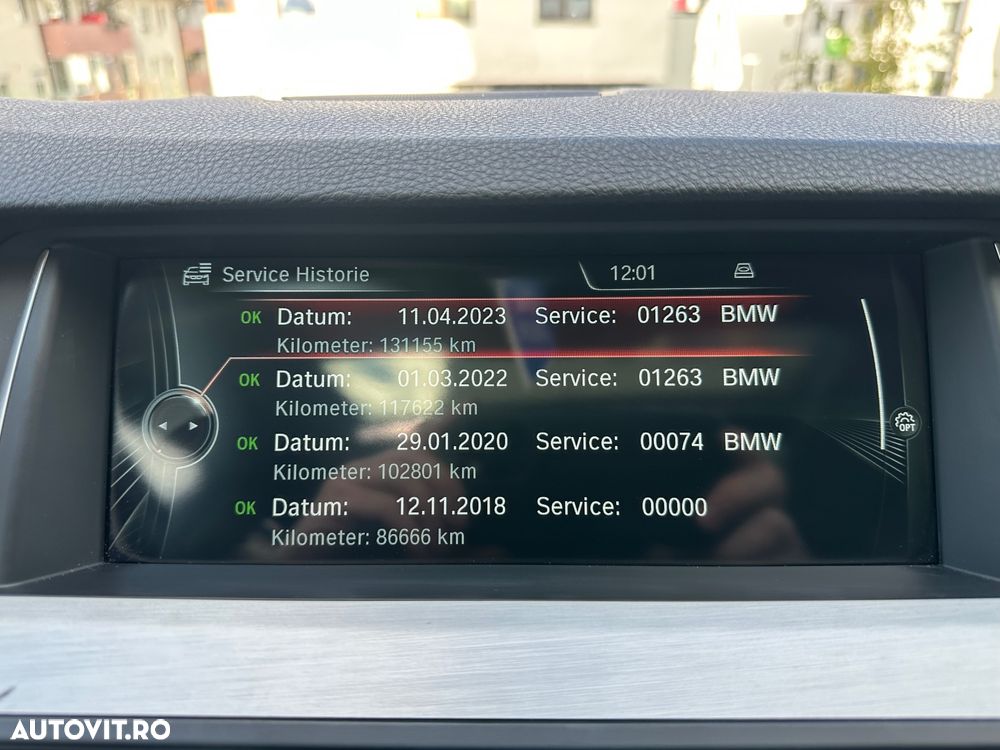 Service Historie 12:01
OK Datum: 11.04.2023 Service: 01263 BMW
Kilometer: 131155 km
OK Datum: 01.03.2022 Service: 01263 BMW
Kilometer: 117622 km
OPT
OK Datum: 29.01.2020 Service: 00074 BMW
Kilometer: 102801 km
OK Datum: 12.11.2018 Service: 00000
Kilometer: 86666 km
AUTOVIT.RO